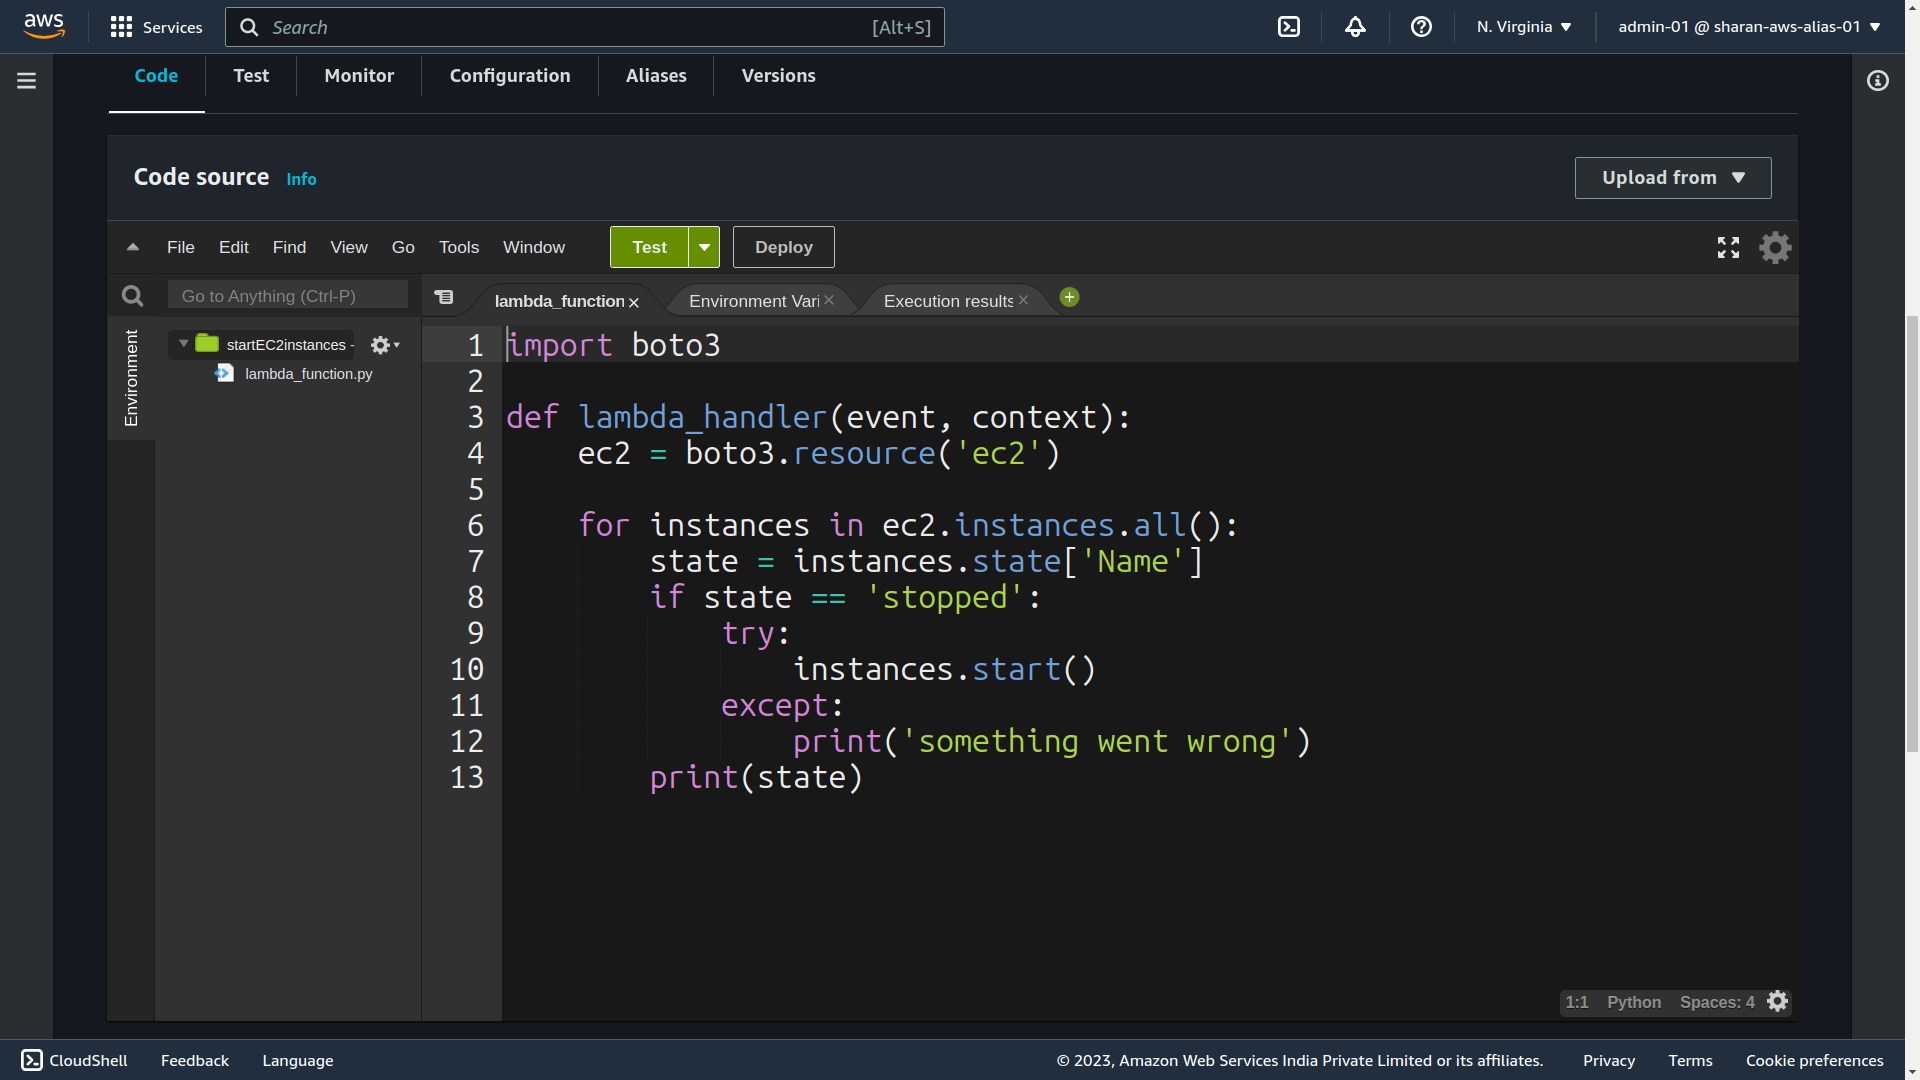 aws Services Search [Alt+S] N. Virginia admin-01 @ sharan-aws-alias-01
Code Test Monitor Configuration Aliases Versions
Code source Info Upload from
File Edit Find View Go Tools Window Test Deploy
Go to Anything (Ctrl-P) lambda_function Environment Vari Execution results
Environment
startEC2instances -
lambda_function.py
1 import boto3
2
3 def lambda_handler(event, context):
4     ec2 = boto3.resource('ec2')
5
6     for instances in ec2.instances.all():
7         state = instances.state['Name']
8         if state == 'stopped':
9             try:
10                 instances.start()
11             except:
12                 print('something went wrong')
13         print(state)
1:1 Python Spaces: 4
CloudShell Feedback Language © 2023, Amazon Web Services India Private Limited or its affiliates. Privacy Terms Cookie preferences